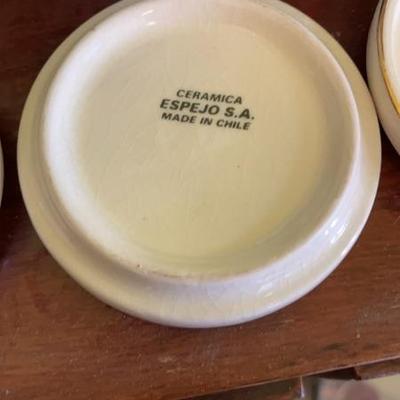 CERAMICA
ESPEJO S.A.
MADE IN CHILE